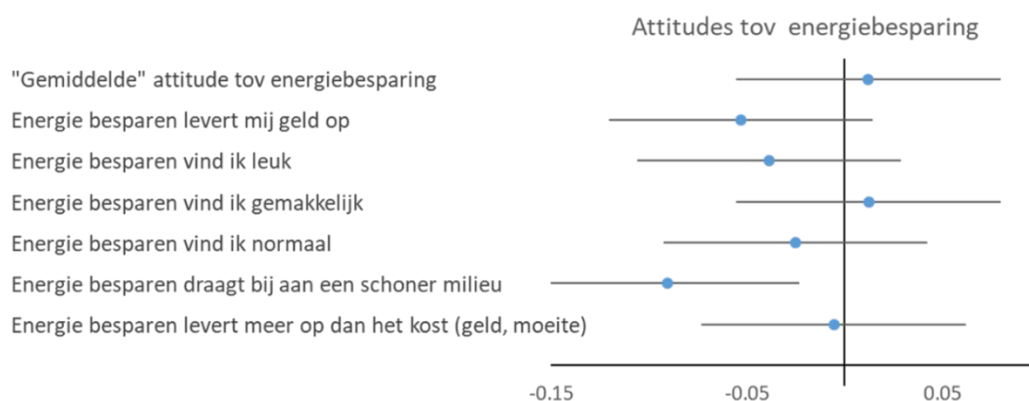 Attitudes tov energiebesparing
"Gemiddelde" attitude tov energiebesparing
Energie besparen levert mij geld op
Energie besparen vind ik leuk
Energie besparen vind ik gemakkelijk
Energie besparen vind ik normaal
Energie besparen draagt bij aan een schoner milieu
Energie besparen levert meer op dan het kost (geld, moeite)
-0.15 -0.05 0.05